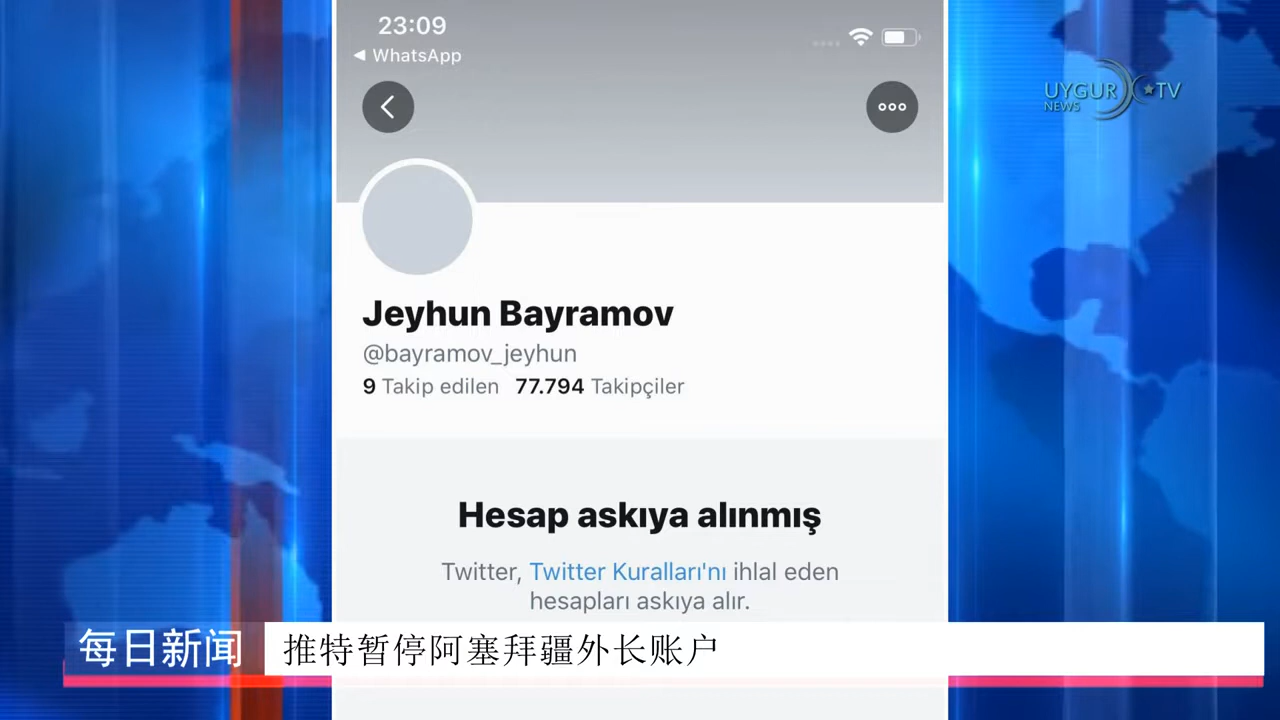 23:09
◀ WhatsApp
UYGUR TV
NEWS
Jeyhun Bayramov
@bayramov_jeyhun
9 Takip edilen 77.794 Takipçiler
Hesap askıya alınmış
Twitter, Twitter Kuralları'nı ihlal eden
hesapları askıya alır.
每日新闻 推特暂停阿塞拜疆外长账户